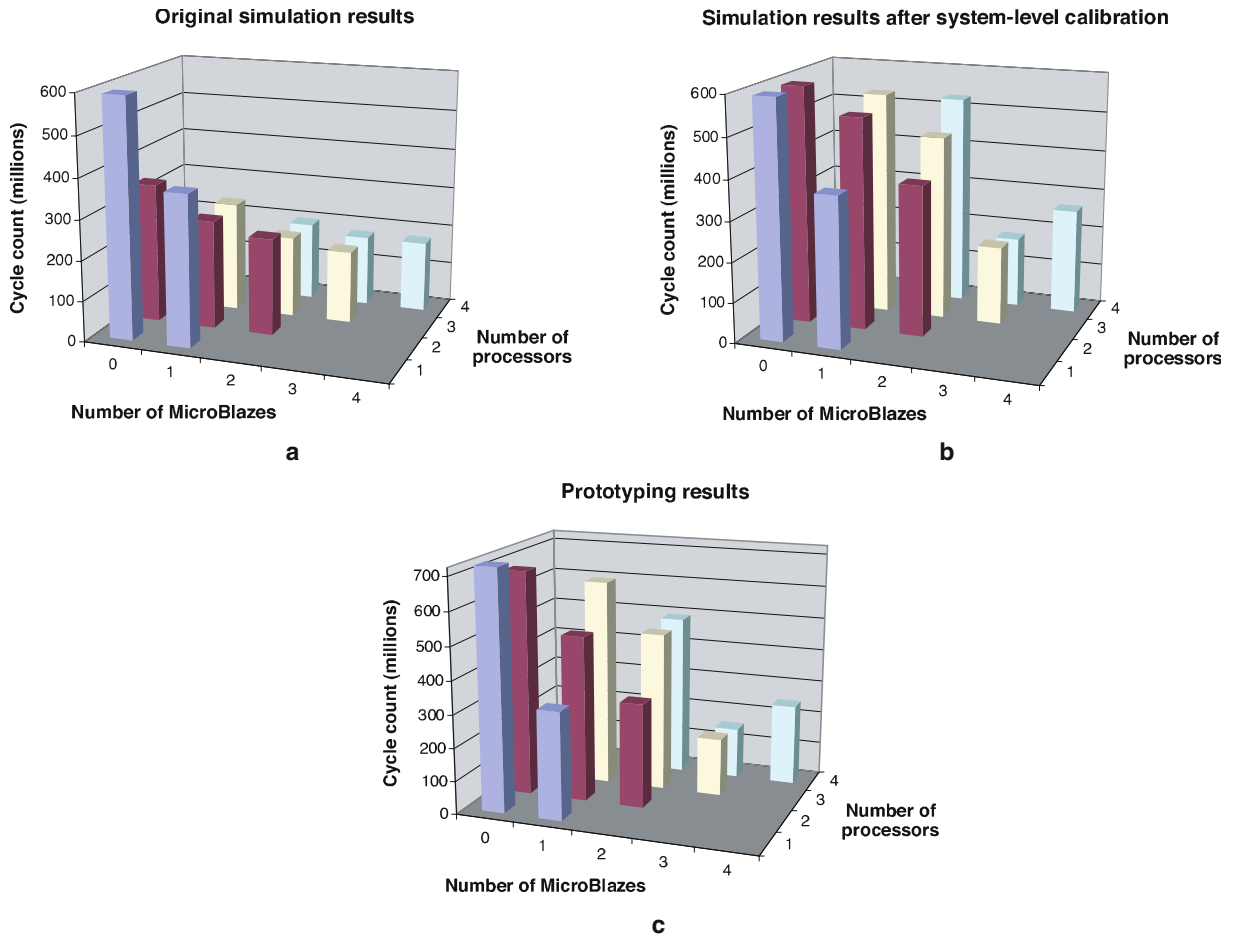 Original simulation results
Cycle count (millions)
600
500
400
300
200
100
0
0
1
2
3
4
1
2
3
4
Number of
processors
Number of MicroBlazes
a
Simulation results after system-level calibration
Cycle count (millions)
600
500
400
300
200
100
0
0
1
2
3
4
1
2
3
4
Number of
processors
Number of MicroBlazes
b
Prototyping results
Cycle count (millions)
700
600
500
400
300
200
100
0
0
1
2
3
4
1
2
3
4
Number of
processors
Number of MicroBlazes
c